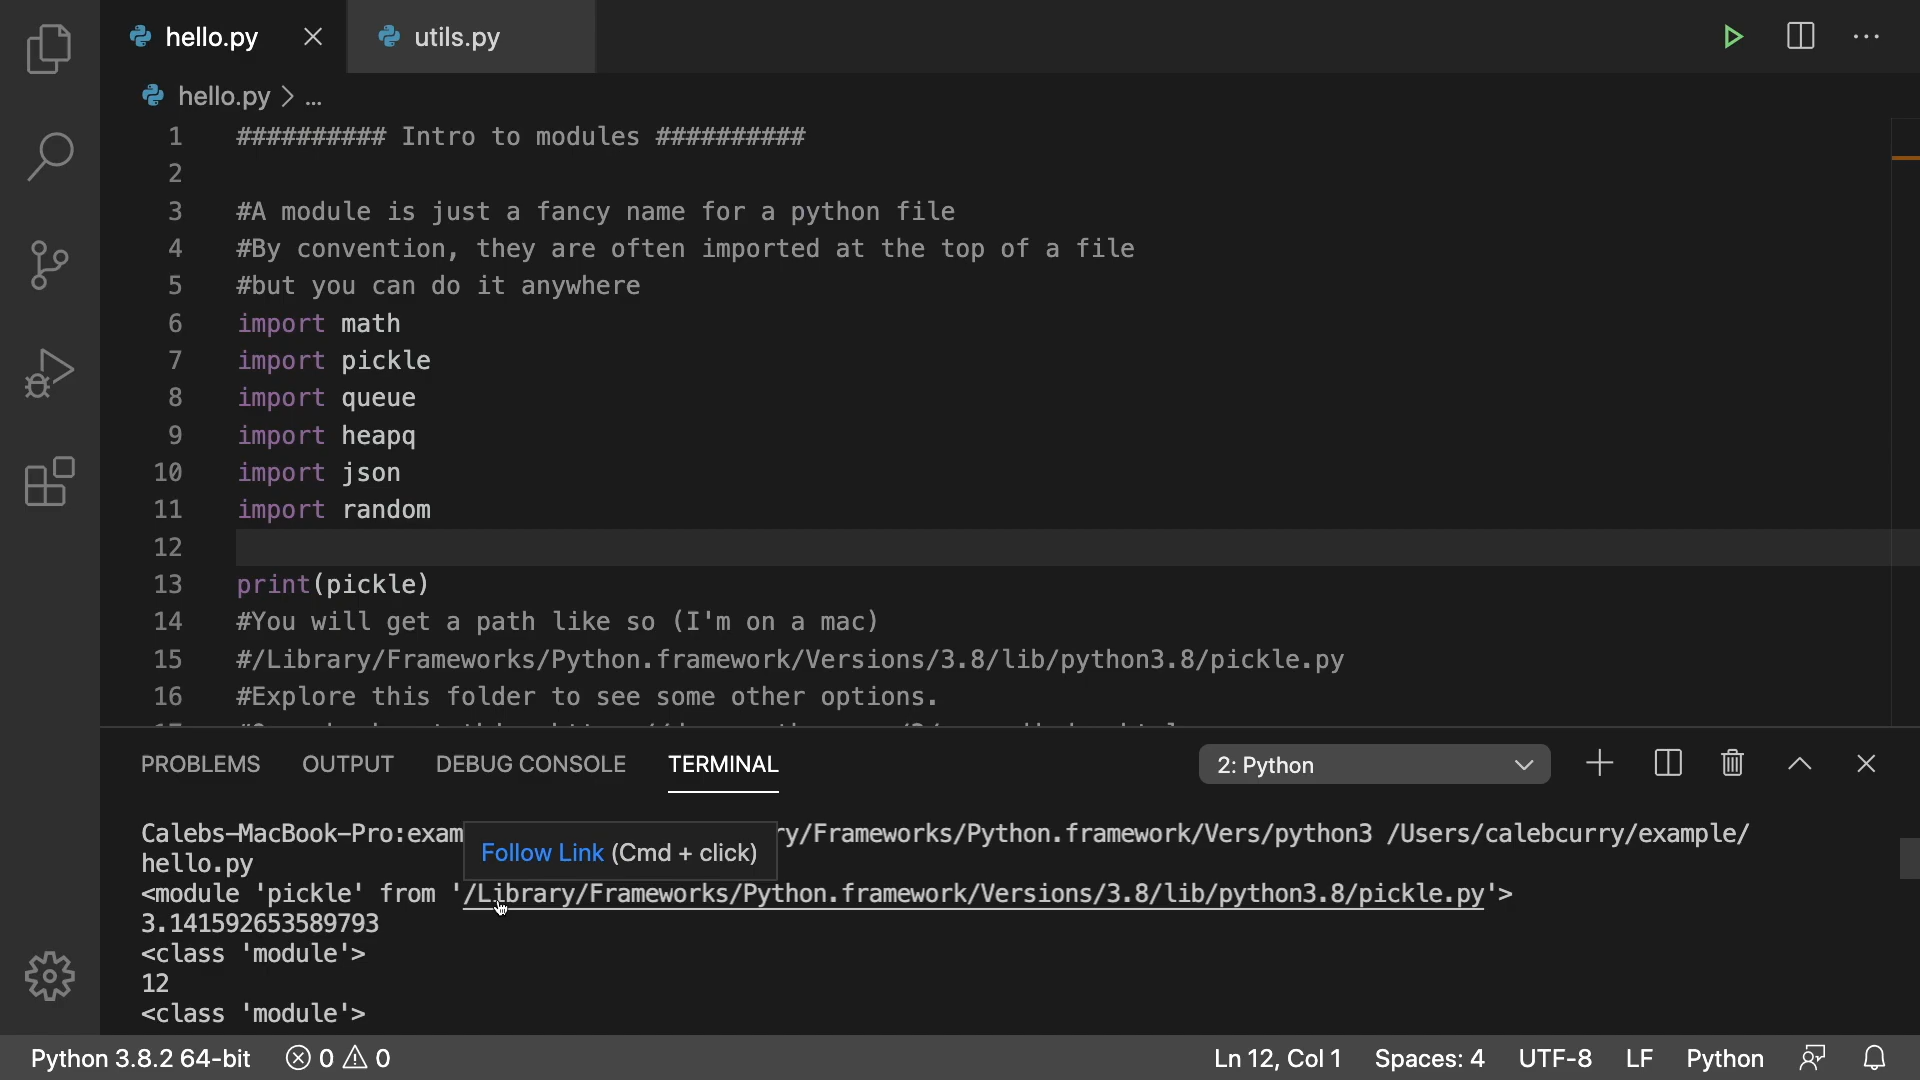 hello.py
utils.py
hello.py > ...
1 ########## Intro to modules ##########
2
3 #A module is just a fancy name for a python file
4 #By convention, they are often imported at the top of a file
5 #but you can do it anywhere
6 import math
7 import pickle
8 import queue
9 import heapq
10 import json
11 import random
12
13 print(pickle)
14 #You will get a path like so (I'm on a mac)
15 #/Library/Frameworks/Python.framework/Versions/3.8/lib/python3.8/pickle.py
16 #Explore this folder to see some other options.
PROBLEMS OUTPUT DEBUG CONSOLE TERMINAL 2: Python
Calebs-MacBook-Pro:exam ry/Frameworks/Python.framework/Vers/python3 /Users/calebcurry/example/
Follow Link (Cmd + click)
hello.py
<module 'pickle' from '/Library/Frameworks/Python.framework/Versions/3.8/lib/python3.8/pickle.py'>
3.141592653589793
<class 'module'>
12
<class 'module'>
Python 3.8.2 64-bit 0 0 Ln 12, Col 1 Spaces: 4 UTF-8 LF Python